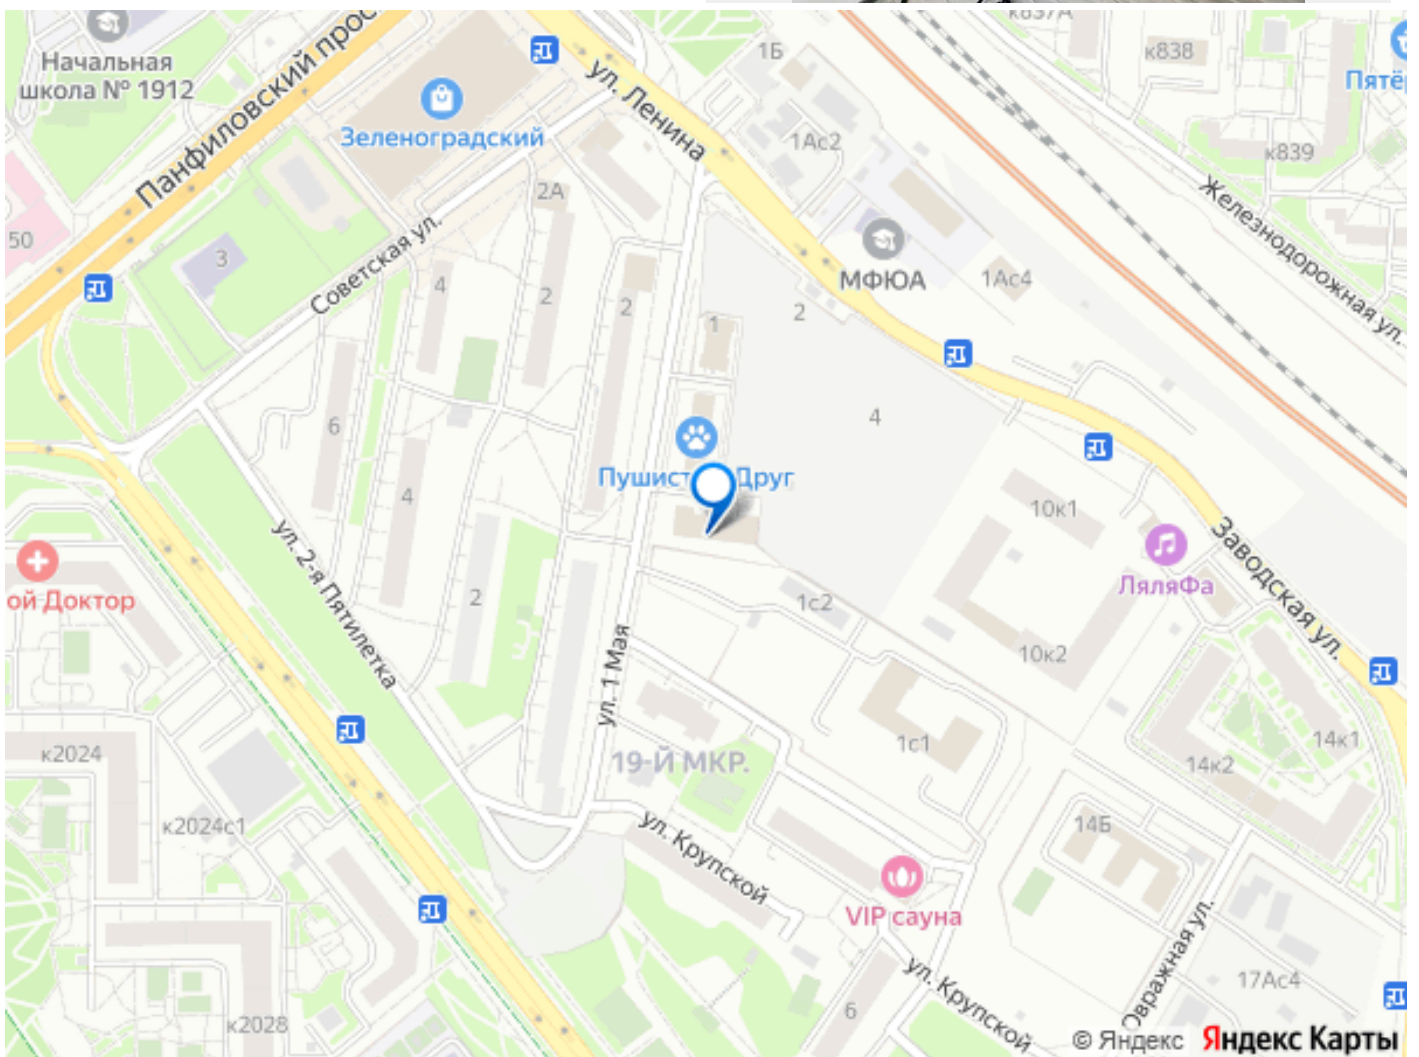 к837А
1Б
к838
Пятёр
Начальная
школа № 1912
Панфиловский прос
Зеленоградский
ул. Ленина
1Ас2
к839
Железнодорожная ул.
2А
50
3
Советская ул.
МФЮА
1Ас4
4
2
2
1
2
6
4
4
Пушист
Друг
10к1
Заводская ул.
ул. 2-я Пятилетка
ой Доктор
2
1с2
ЛяляФа
10к2
ул. 1 Мая
к2024
19-Й МКР.
1с1
14к1
14к2
к2024с1
ул. Крупской
14Б
VIP сауна
Овражная ул.
17Ас4
ул. Крупской
6
к2028
© Яндекс Яндекс Карты